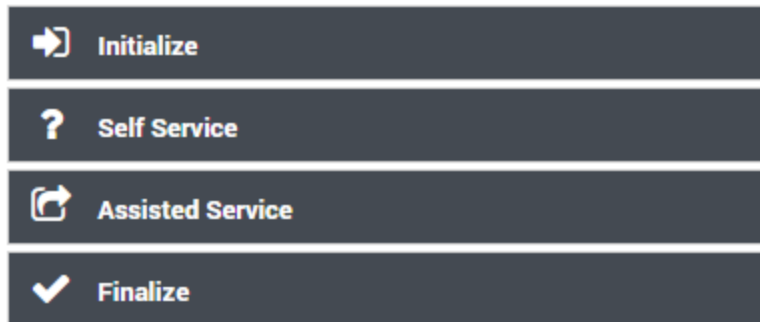 Initialize
Self Service
Assisted Service
Finalize